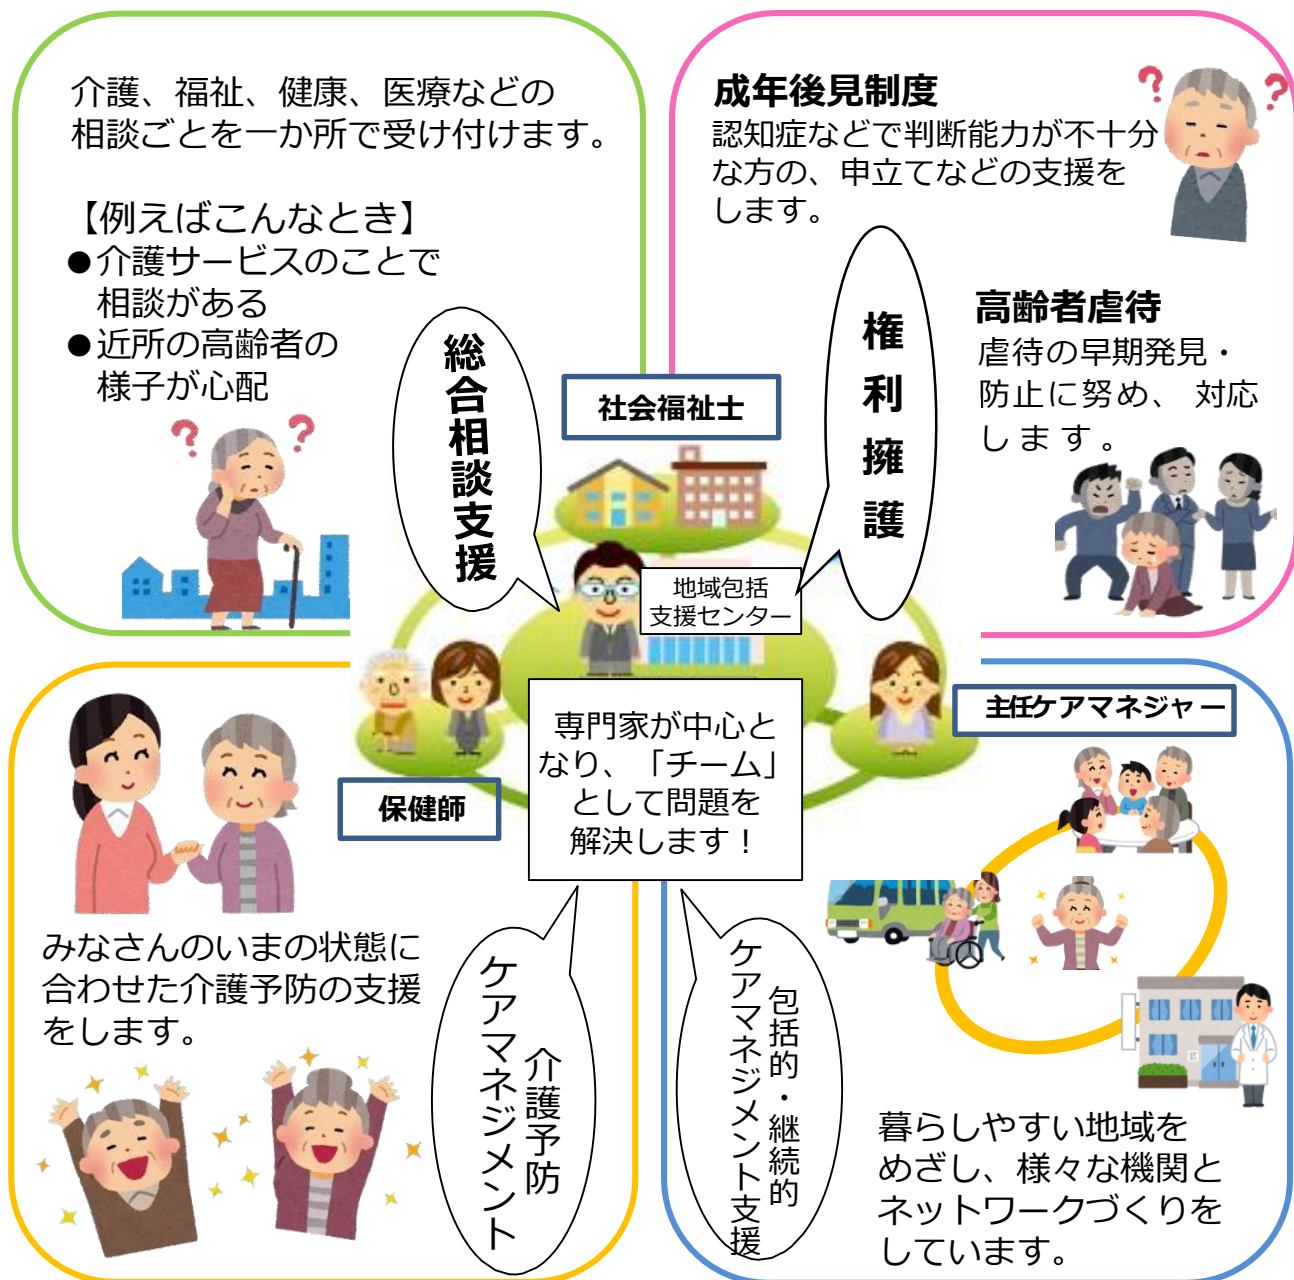 介護、福祉、健康、医療などの
相談ごとを一か所で受け付けます。
【例えばこんなとき】
●介護サービスのことで
相談がある
●近所の高齢者の
様子が心配
総合相談支援
成年後見制度
認知症などで判断能力が不十分
な方の、申立てなどの支援を
します。
権利擁護
高齢者虐待
虐待の早期発見・
防止に努め、 対応
します。
社会福祉士
地域包括
支援センター
専門家が中心と
なり、「チーム」
として問題を
解決します！
保健師
主任ケアマネジャー
みなさんのいまの状態に
合わせた介護予防の支援
をします。
介護予防
ケアマネジメント
包括的・継続的
ケアマネジメント支援
暮らしやすい地域を
めざし、様々な機関と
ネットワークづくりを
しています。